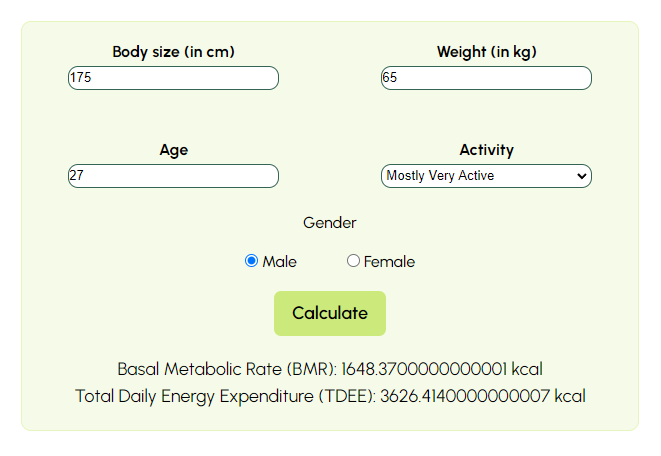 Body size (in cm) Weight (in kg)
175 65
Age Activity
27 Mostly Very Active
Gender
Male Female
Calculate
Basal Metabolic Rate (BMR): 1648.3700000000001 kcal
Total Daily Energy Expenditure (TDEE): 3626.4140000000007 kcal